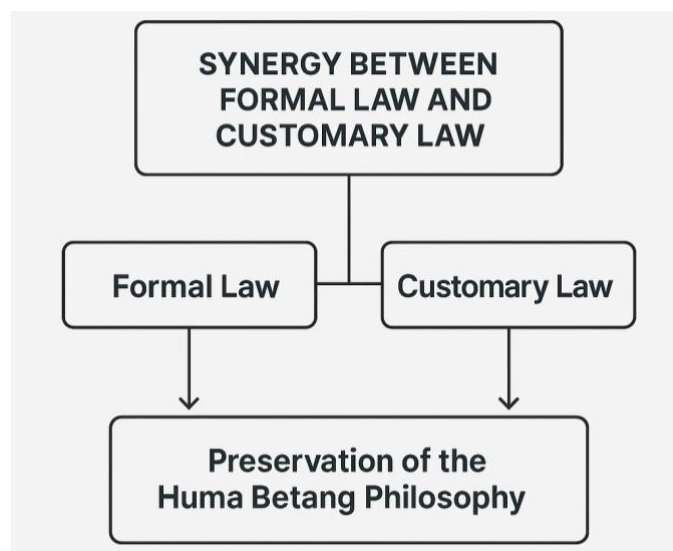 SYNERGY BETWEEN
FORMAL LAW AND
CUSTOMARY LAW
Formal Law
Customary Law
Preservation of the
Huma Betang Philosophy